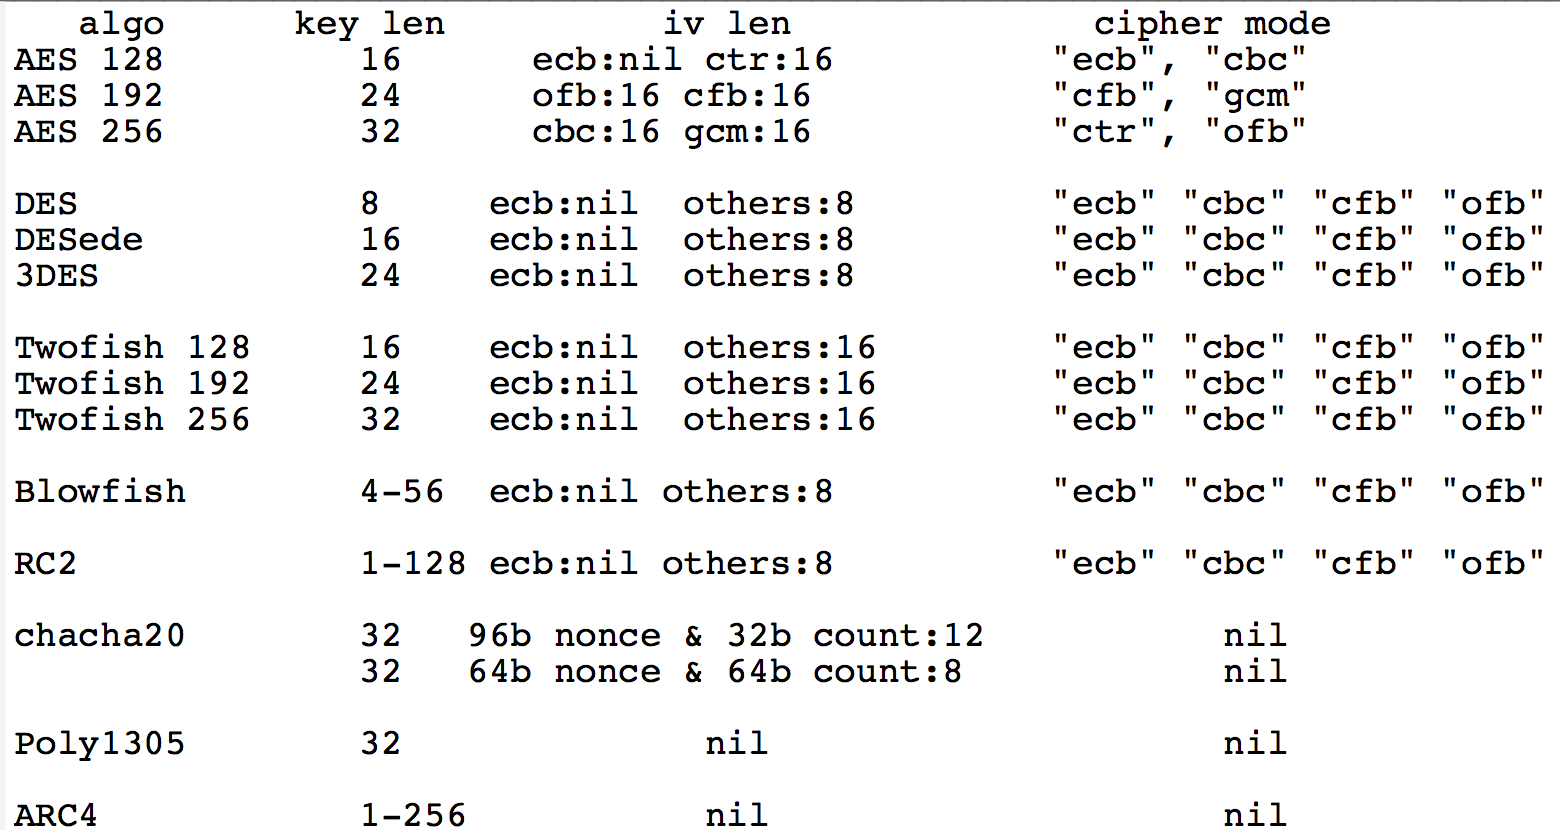 algo key len iv len cipher mode
AES 128 16 ecb:nil ctr:16 "ecb", "cbc"
AES 192 24 ofb:16 cfb:16 "cfb", "gcm"
AES 256 32 cbc:16 gcm:16 "ctr", "ofb"
DES 8 ecb:nil others:8 "ecb" "cbc" "cfb" "ofb"
DESede 16 ecb:nil others:8 "ecb" "cbc" "cfb" "ofb"
3DES 24 ecb:nil others:8 "ecb" "cbc" "cfb" "ofb"
Twofish 128 16 ecb:nil others:16 "ecb" "cbc" "cfb" "ofb"
Twofish 192 24 ecb:nil others:16 "ecb" "cbc" "cfb" "ofb"
Twofish 256 32 ecb:nil others:16 "ecb" "cbc" "cfb" "ofb"
Blowfish 4-56 ecb:nil others:8 "ecb" "cbc" "cfb" "ofb"
RC2 1-128 ecb:nil others:8 "ecb" "cbc" "cfb" "ofb"
chacha20 32 96b nonce & 32b count:12 nil
32 64b nonce & 64b count:8 nil
Poly1305 32 nil nil
ARC4 1-256 nil nil